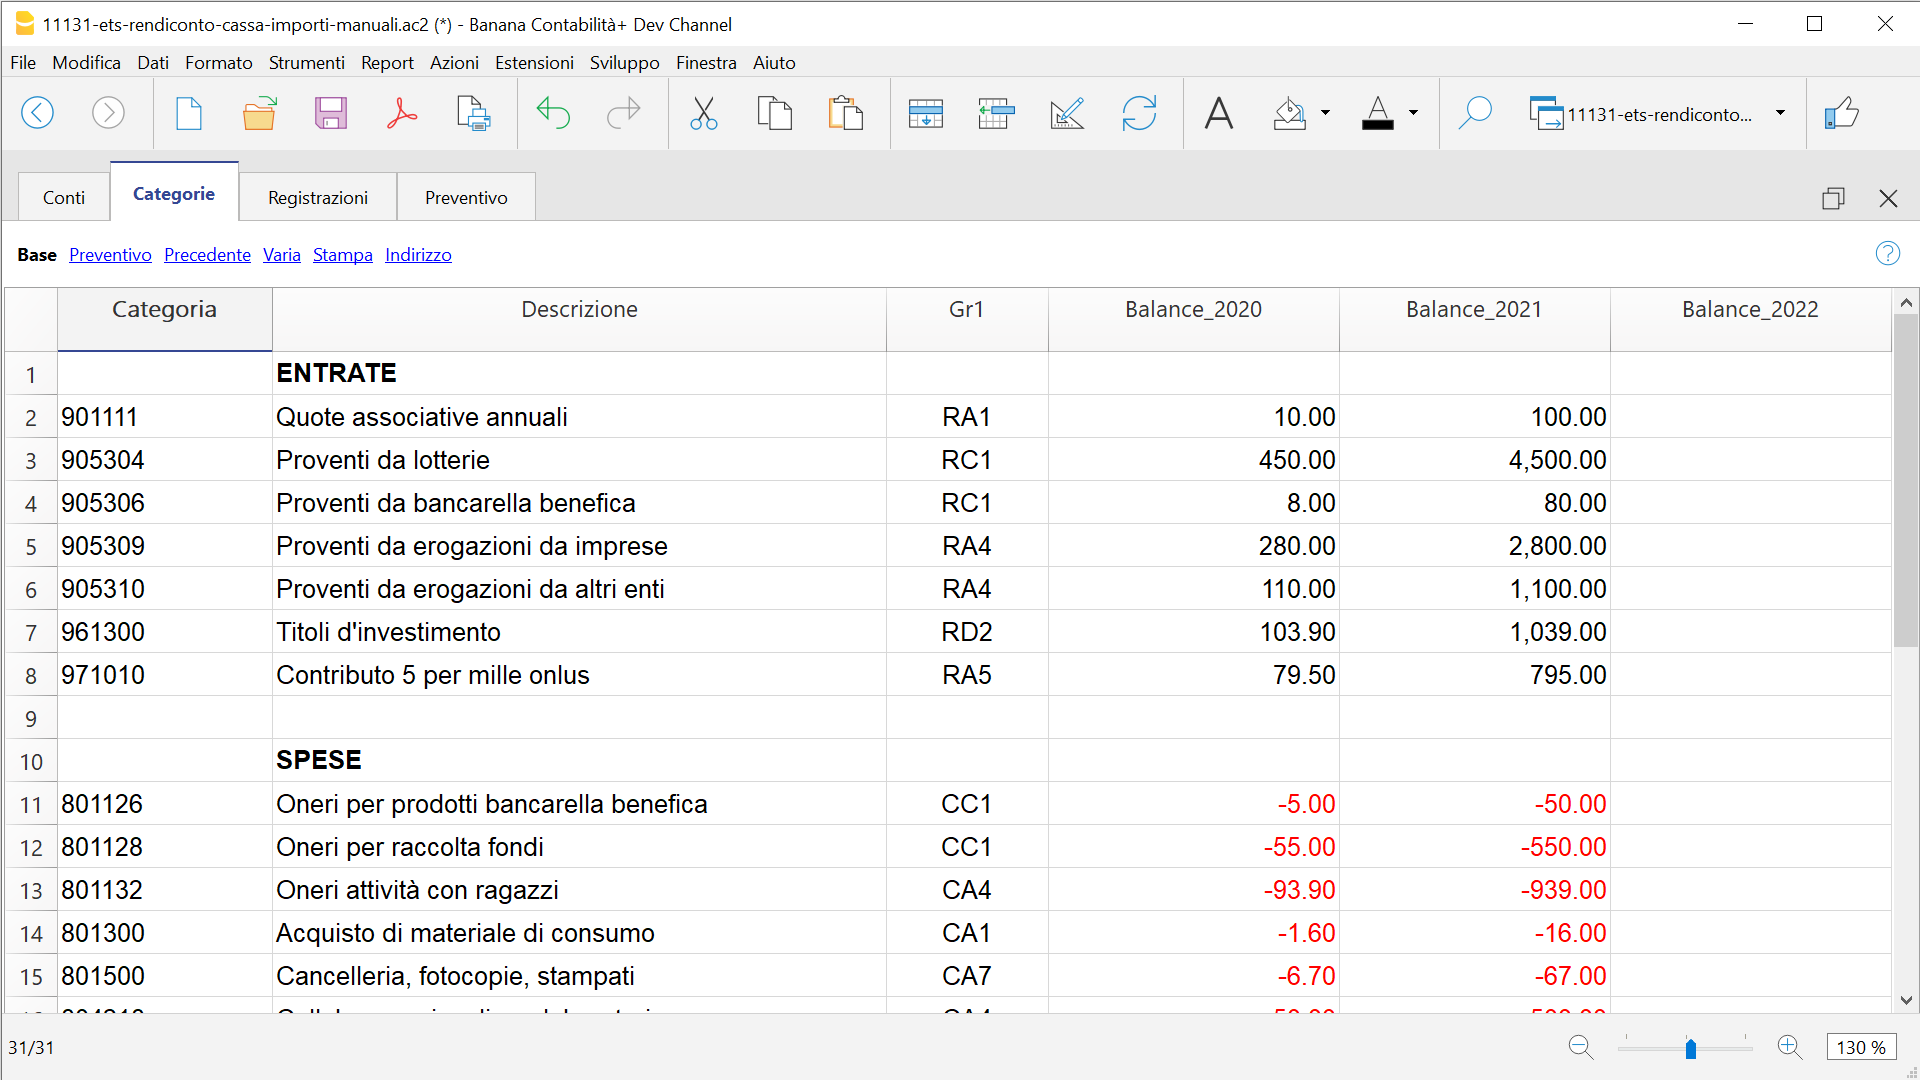 11131-ets-rendiconto-cassa-importi-manuali.ac2 (*) - Banana Contabilità+ Dev Channel
File Modifica Dati Formato Strumenti Report Azioni Estensioni Sviluppo Finestra Aiuto
A A 11131-ets-rendiconto...
Conti Categorie Registrazioni Preventivo
Base Preventivo Precedente Varia Stampa Indirizzo ?
Categoria Descrizione Gr1 Balance_2020 Balance_2021 Balance_2022
1 ENTRATE
2 901111 Quote associative annuali RA1 10.00 100.00
3 905304 Proventi da lotterie RC1 450.00 4,500.00
4 905306 Proventi da bancarella benefica RC1 8.00 80.00
5 905309 Proventi da erogazioni da imprese RA4 280.00 2,800.00
6 905310 Proventi da erogazioni da altri enti RA4 110.00 1,100.00
7 961300 Titoli d'investimento RD2 103.90 1,039.00
8 971010 Contributo 5 per mille onlus RA5 79.50 795.00
9
10 SPESE
11 801126 Oneri per prodotti bancarella benefica CC1 -5.00 -50.00
12 801128 Oneri per raccolta fondi CC1 -55.00 -550.00
13 801132 Oneri attività con ragazzi CA4 -93.90 -939.00
14 801300 Acquisto di materiale di consumo CA1 -1.60 -16.00
15 801500 Cancelleria, fotocopie, stampati CA7 -6.70 -67.00
31/31 130 %